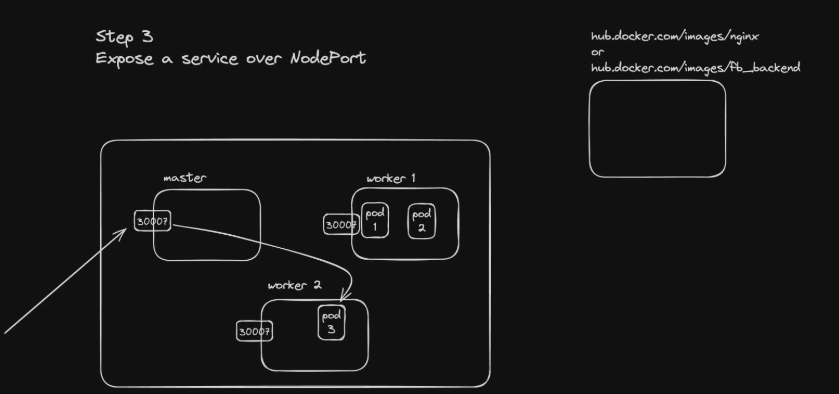 Step 3
Expose a service over NodePort
hub.docker.com/images/nginx
or
hub.docker.com/images/fb_backend
master
30007
worker 1
30007
pod
1
pod
2
worker 2
30007
pod
3